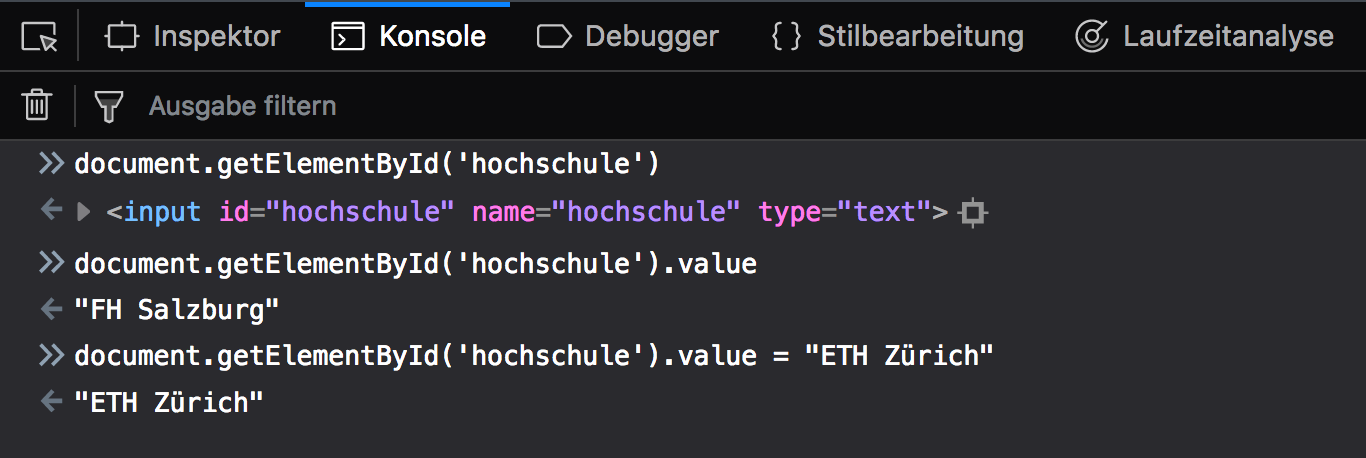 Inspektor Konsole Debugger { } Stilbearbeitung Laufzeitanalyse
Ausgabe filtern
>> document.getElementById('hochschule')
<input id="hochschule" name="hochschule" type="text">
>> document.getElementById('hochschule').value
"FH Salzburg"
>> document.getElementById('hochschule').value = "ETH Zürich"
"ETH Zürich"